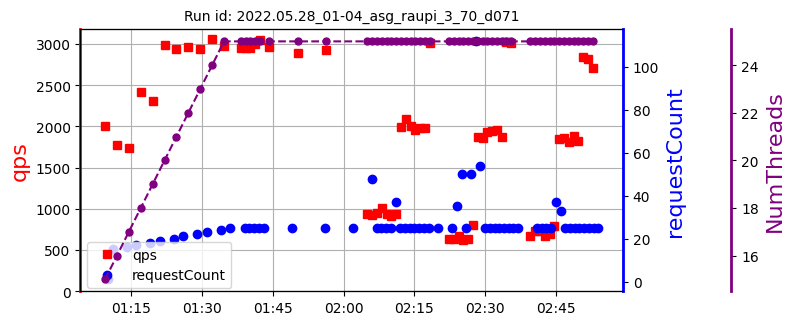 Run id: 2022.05.28_01-04_asg_raupi_3_70_d071
3000
2500
2000
1500
1000
500
0
qps
100
80
60
40
20
0
requestCount
24
22
20
18
16
NumThreads
qps
requestCount
01:15 01:30 01:45 02:00 02:15 02:30 02:45